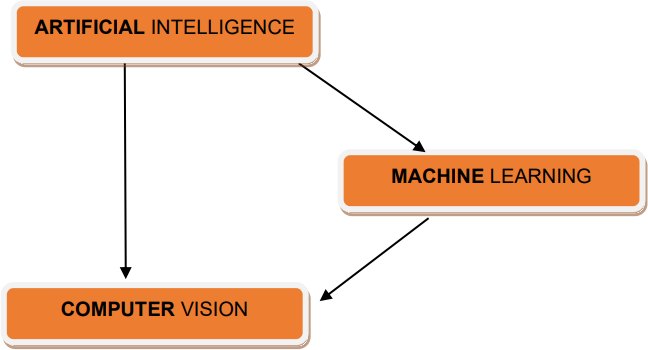 ARTIFICIAL INTELLIGENCE
MACHINE LEARNING
COMPUTER VISION